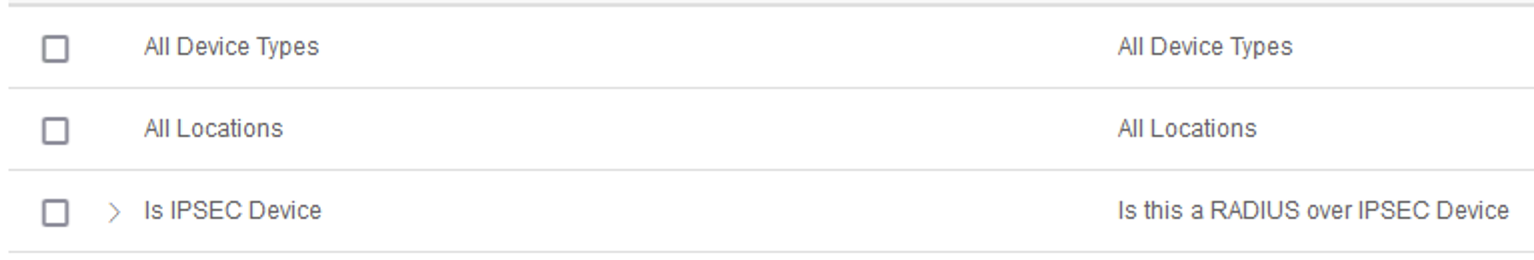 All Device Types All Device Types
All Locations All Locations
Is IPSEC Device Is this a RADIUS over IPSEC Device